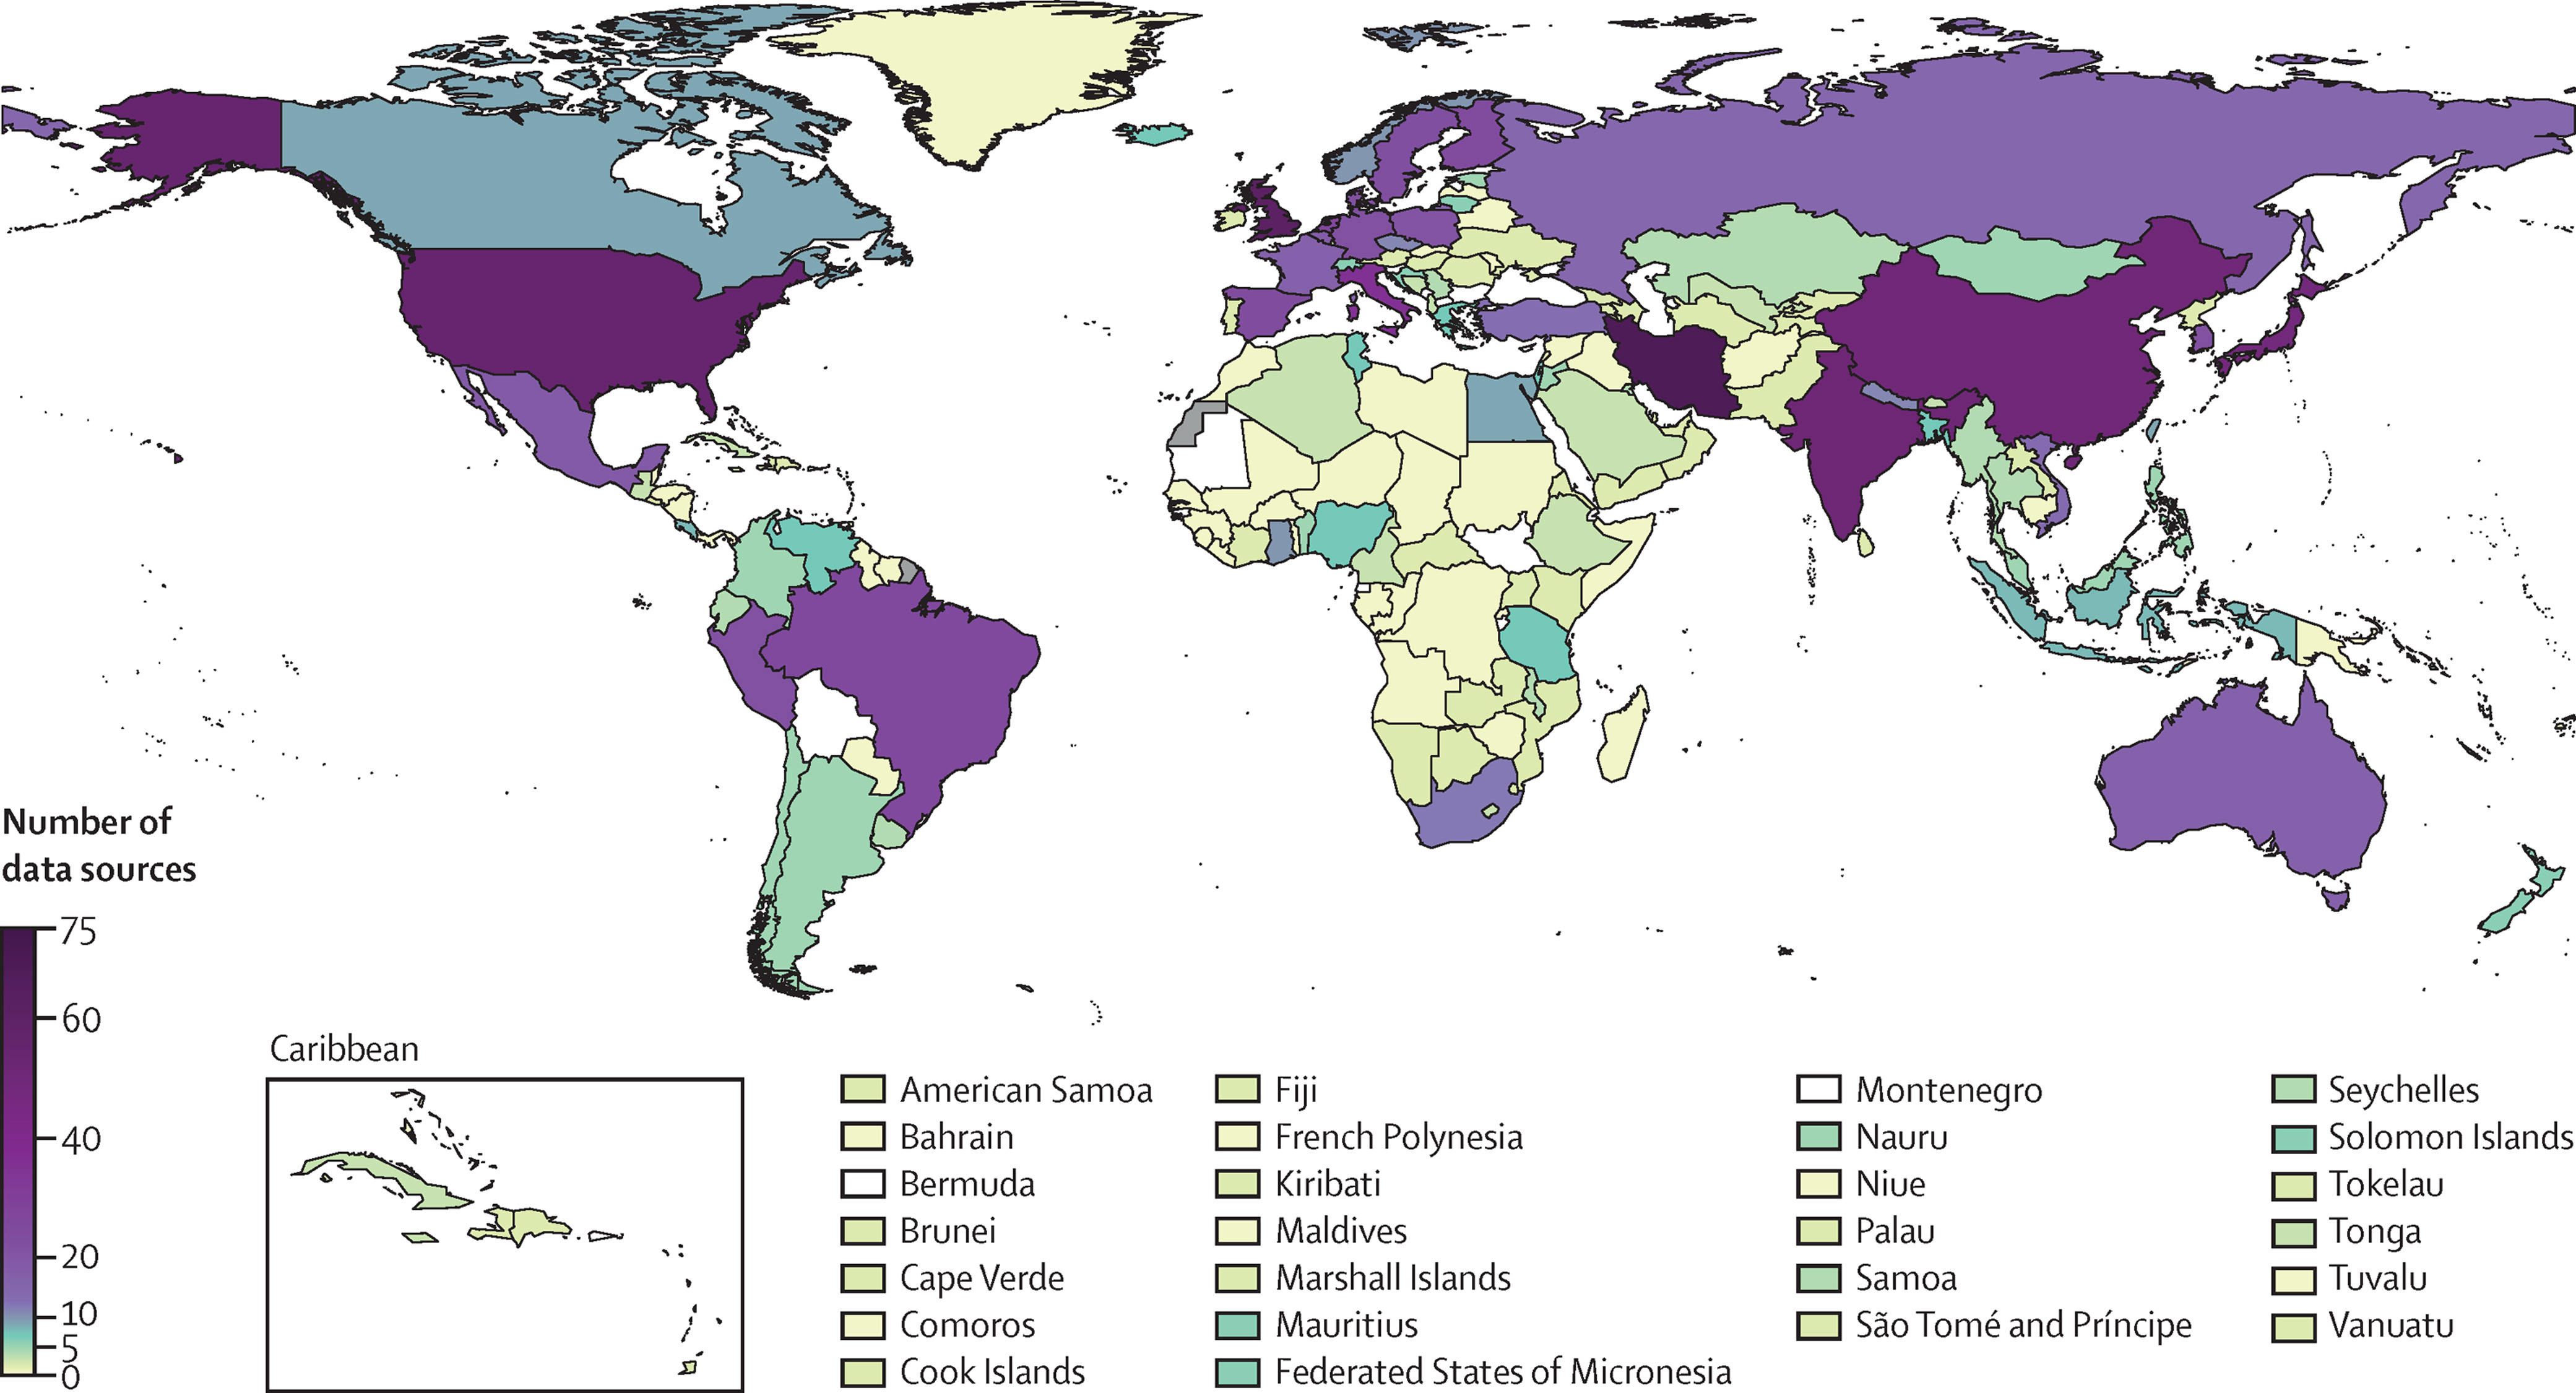 Number of
data sources
75
60
40
20
10
5
0
Caribbean
American Samoa
Bahrain
Bermuda
Brunei
Cape Verde
Comoros
Cook Islands
Fiji
French Polynesia
Kiribati
Maldives
Marshall Islands
Mauritius
Federated States of Micronesia
Montenegro
Nauru
Niue
Palau
Samoa
São Tomé and Príncipe
Seychelles
Solomon Islands
Tokelau
Tonga
Tuvalu
Vanuatu